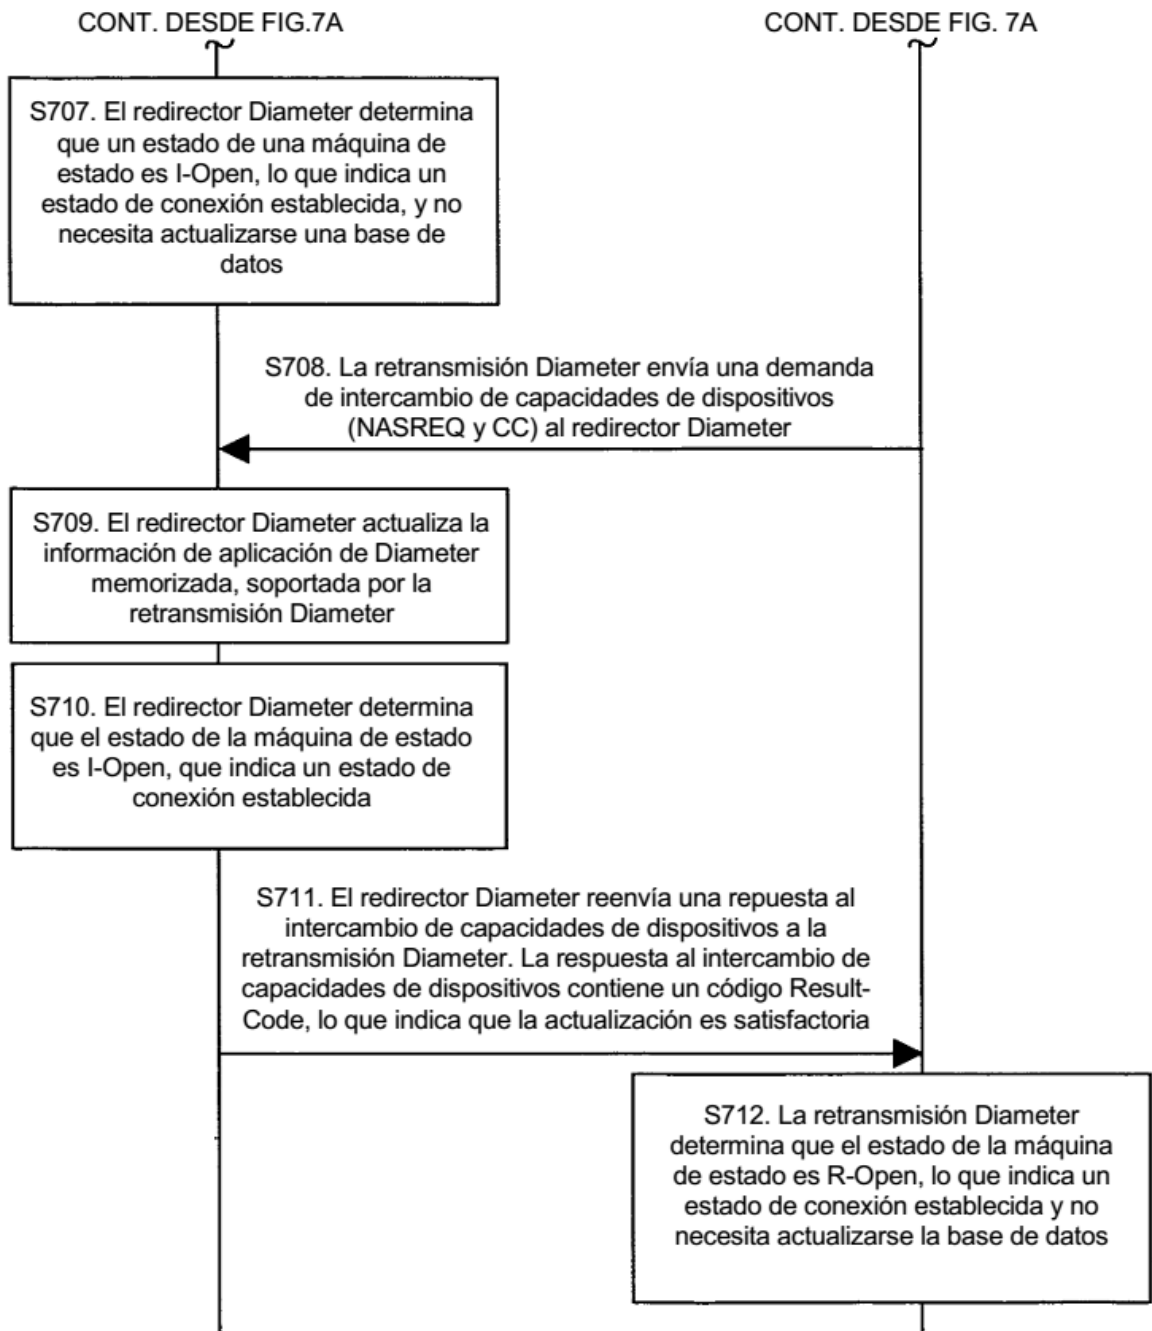 CONT. DESDE FIG.7A
CONT. DESDE FIG. 7A
S707. El redirector Diameter determina
que un estado de una máquina de
estado es I-Open, lo que indica un
estado de conexión establecida, y no
necesita actualizarse una base de
datos
S708. La retransmisión Diameter envía una demanda
de intercambio de capacidades de dispositivos
(NASREQ y CC) al redirector Diameter
S709. El redirector Diameter actualiza la
información de aplicación de Diameter
memorizada, soportada por la
retransmisión Diameter
S710. El redirector Diameter determina
que el estado de la máquina de estado
es I-Open, que indica un estado de
conexión establecida
S711. El redirector Diameter reenvía una repuesta al
intercambio de capacidades de dispositivos a la
retransmisión Diameter. La respuesta al intercambio de
capacidades de dispositivos contiene un código Result-
Code, lo que indica que la actualización es satisfactoria
S712. La retransmisión Diameter
determina que el estado de la máquina
de estado es R-Open, lo que indica un
estado de conexión establecida y no
necesita actualizarse la base de datos